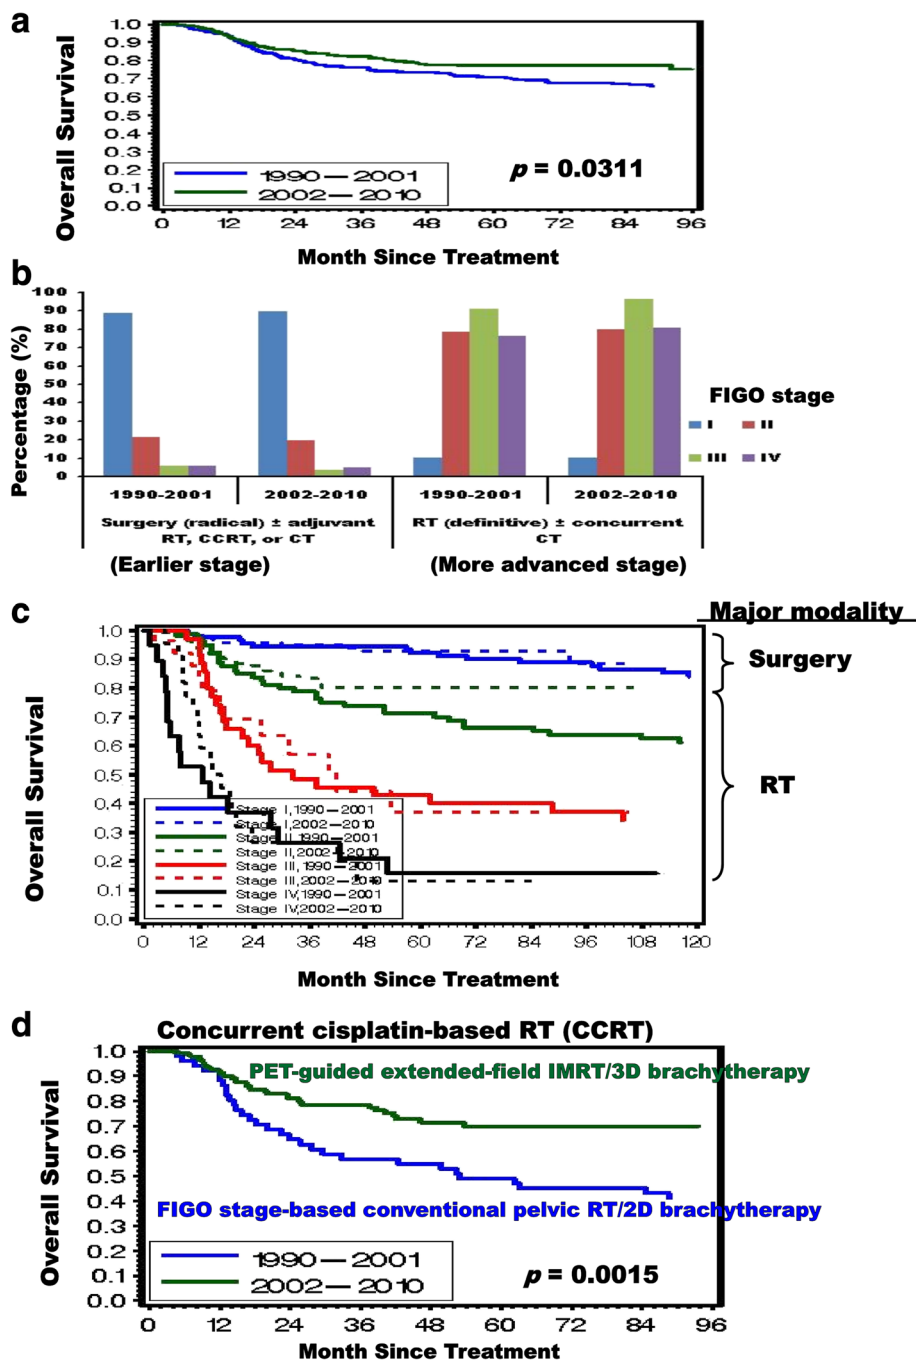 a
Overall Survival
1.0
0.9
0.8
0.7
0.6
0.5
0.4
0.3
0.2
0.1
0.0
1990—2001
2002—2010
p = 0.0311
0 12 24 36 48 60 72 84 96
Month Since Treatment
b
Percentage (%)
100
90
80
70
60
50
40
30
20
10
0
FIGO stage
I II
III IV
1990-2001 2002-2010 1990-2001 2002-2010
Surgery (radical) ± adjuvant
RT, CCRT, or CT
RT (definitive) ± concurrent
CT
(Earlier stage) (More advanced stage)
c
Major modality
Surgery
RT
Overall Survival
1.0
0.9
0.8
0.7
0.6
0.5
0.4
0.3
0.2
0.1
0.0
Stage I,1990—2001
Stage I,2002—2010
Stage II,1990—2001
Stage II,2002—2010
Stage III,1990—2001
Stage III,2002—2010
Stage IV,1990—2001
Stage IV,2002—2010
0 12 24 36 48 60 72 84 96 108 120
Month Since Treatment
d
Concurrent cisplatin-based RT (CCRT)
PET-guided extended-field IMRT/3D brachytherapy
FIGO stage-based conventional pelvic RT/2D brachytherapy
Overall Survival
1.0
0.9
0.8
0.7
0.6
0.5
0.4
0.3
0.2
0.1
0.0
1990—2001
2002—2010
p = 0.0015
0 12 24 36 48 60 72 84 96
Month Since Treatment